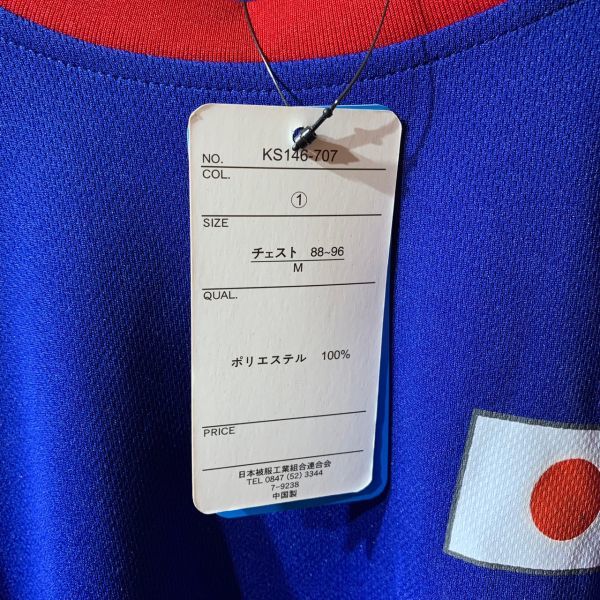 NO. KS146-707
COL.
①
SIZE
チェスト 88~96
M
QUAL.
ポリエステル 100%
PRICE
日本被服工業組合連合会
TEL 0847 (52) 3344
7-9238
中国製